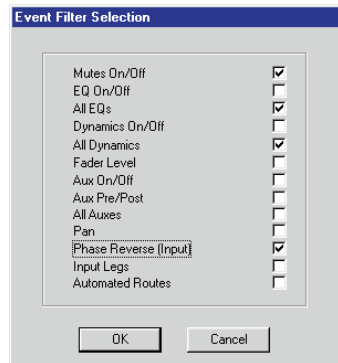 Event Filter Selection
Mutes On/Off
EQ On/Off
All EQs
Dynamics On/Off
All Dynamics
Fader Level
Aux On/Off
Aux Pre/Post
All Auxes
Pan
Phase Reverse (Input)
Input Legs
Automated Routes
OK Cancel